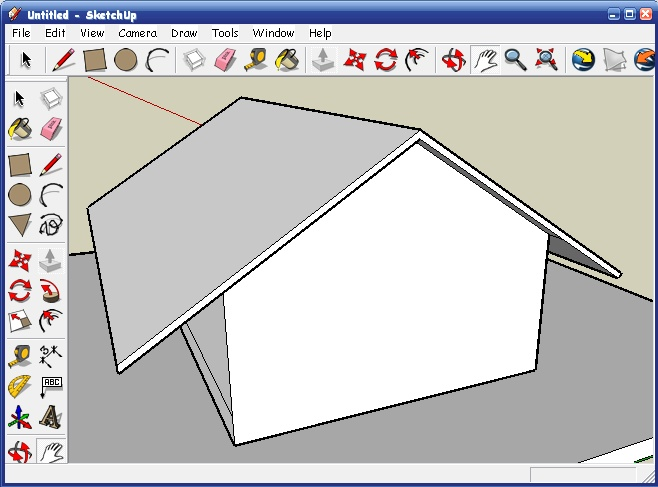 Untitled - SketchUp
File Edit View Camera Draw Tools Window Help
ABC
A